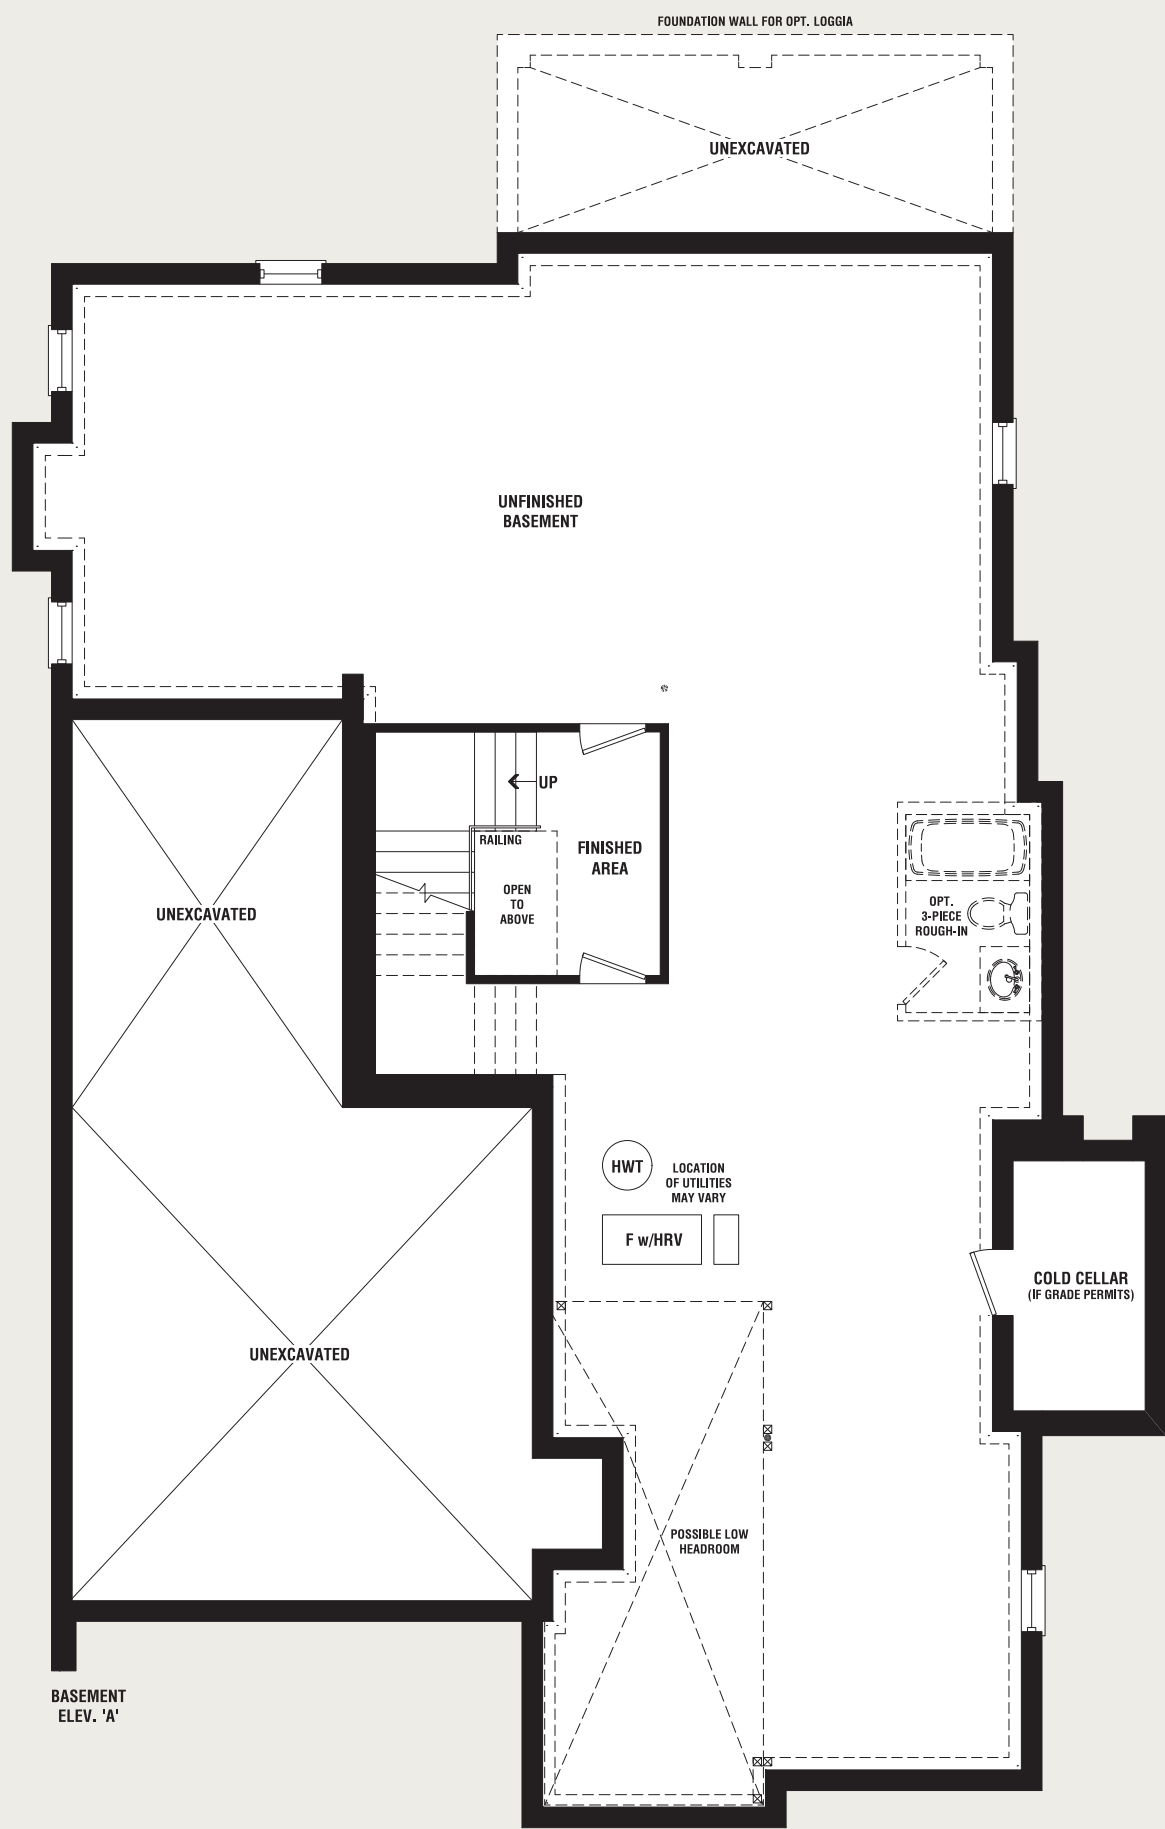 FOUNDATION WALL FOR OPT. LOGGIA
UNEXCAVATED
UNFINISHED
BASEMENT
UP
RAILING
FINISHED
AREA
OPEN
TO
ABOVE
OPT.
3-PIECE
ROUGH-IN
UNEXCAVATED
HWT
LOCATION
OF UTILITIES
MAY VARY
F w/HRV
COLD CELLAR
(IF GRADE PERMITS)
UNEXCAVATED
POSSIBLE LOW
HEADROOM
BASEMENT
ELEV. 'A'